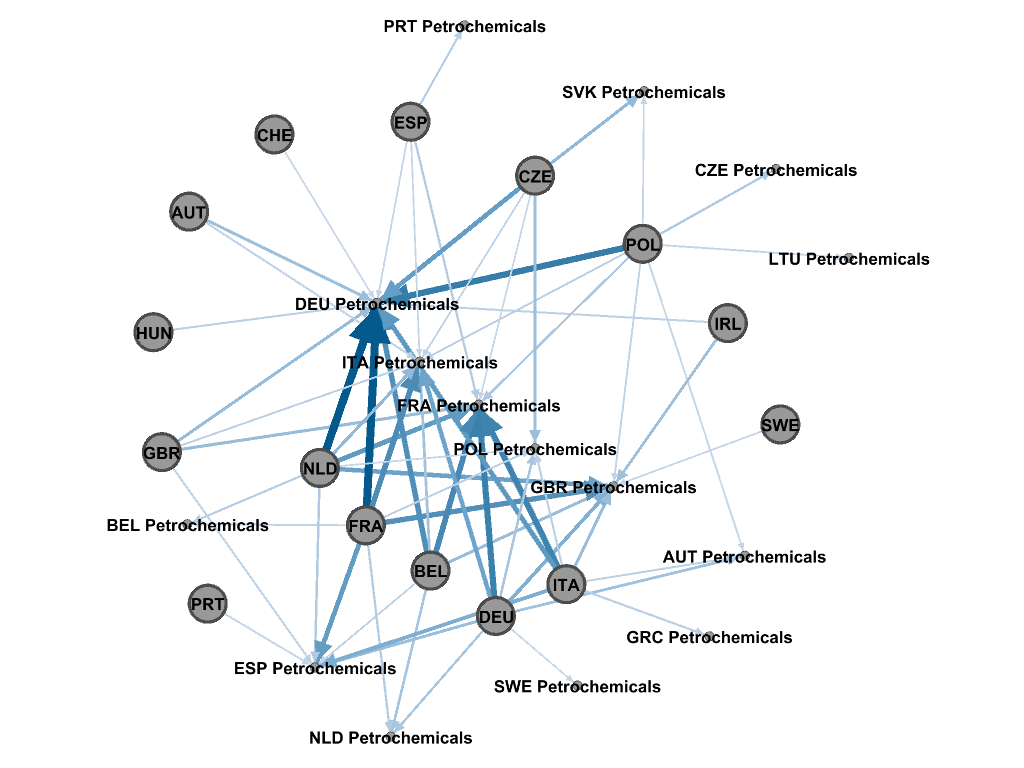 PRT Petrochemicals
SVK Petrochemicals
ESP
CHE
CZE Petrochemicals
CZE
AUT
POL
LTU Petrochemicals
DEU Petrochemicals
IRL
HUN
ITA Petrochemicals
FRA Petrochemicals
SWE
POL Petrochemicals
GBR
NLD
GBR Petrochemicals
BEL Petrochemicals
FRA
AUT Petrochemicals
BEL
ITA
PRT
DEU
GRC Petrochemicals
ESP Petrochemicals
SWE Petrochemicals
NLD Petrochemicals